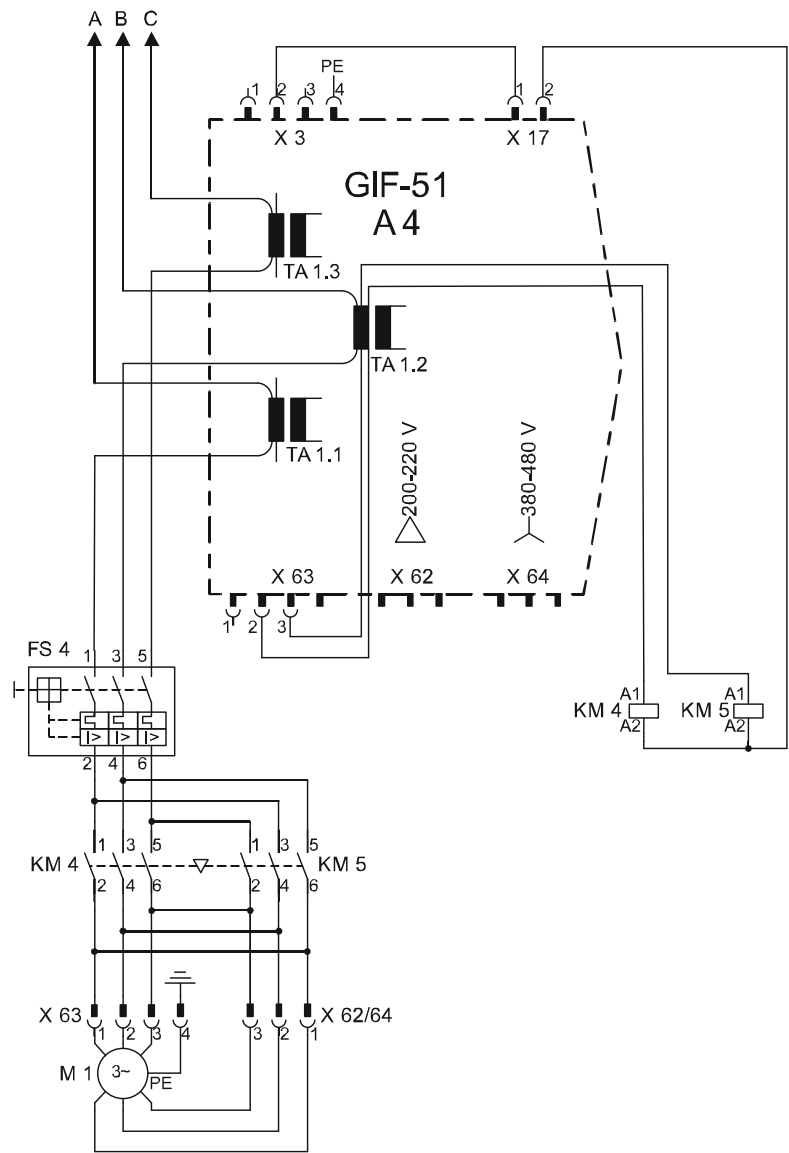 A B C
PE
1 2 3 4 1 2
X 3 X 17
GIF-51
A 4
TA 1.3
TA 1.2
TA 1.1
200-220 V
380-480 V
X 63 X 62 X 64
1 2 3
FS 4
1 3 5
I> I> I>
2 4 6
KM 4 A1 A2
KM 5 A1 A2
1 3 5 1 3 5
KM 4 KM 5
2 4 6 2 4 6
X 63 X 62/64
1 2 3 4 3 2 1
M 1 3~ PE